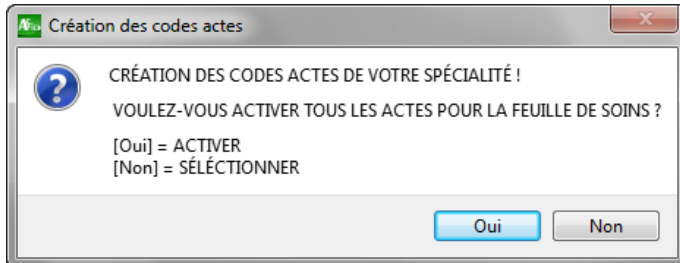 Création des codes actes
CRÉATION DES CODES ACTES DE VOTRE SPÉCIALITÉ !
VOULEZ-VOUS ACTIVER TOUS LES ACTES POUR LA FEUILLE DE SOINS ?
[Oui] = ACTIVER
[Non] = SÉLÉCTIONNER
Oui
Non